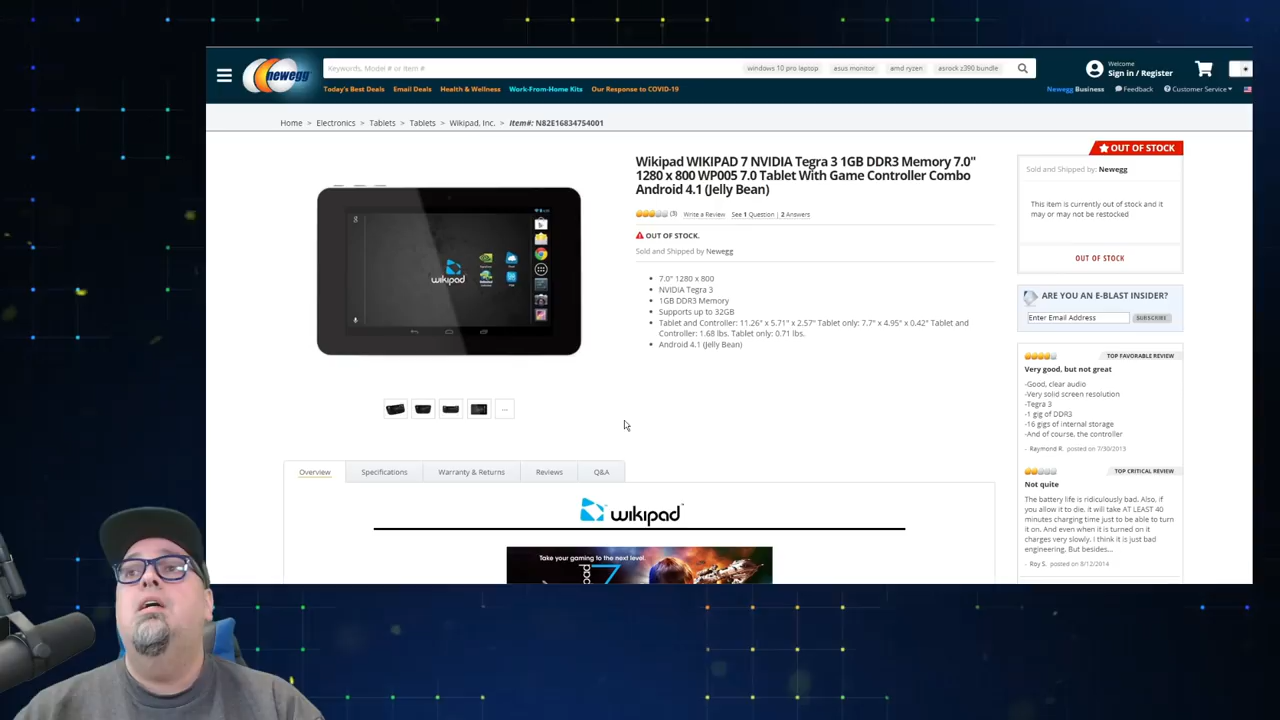 newegg
Keywords, Model # or Item #
windows 10 pro laptop
asus monitor
amd ryzen
asrock z390 bundle
Welcome
Sign in / Register
Today's Best Deals
Email Deals
Health & Wellness
Work-From-Home Kits
Our Response to COVID-19
Newegg Business
Feedback
Customer Service
Home > Electronics > Tablets > Tablets > Wikipad, Inc. > Item#: N82E16834754001
Wikipad WIKIPAD 7 NVIDIA Tegra 3 1GB DDR3 Memory 7.0"
1280 x 800 WP005 7.0 Tablet With Game Controller Combo
Android 4.1 (Jelly Bean)
(3) Write a Review | See 1 Question | 2 Answers
OUT OF STOCK.
Sold and Shipped by Newegg
7.0" 1280 x 800
NVIDIA Tegra 3
1GB DDR3 Memory
Supports up to 32GB
Tablet and Controller: 11.26" x 5.71" x 2.57" Tablet only: 7.7" x 4.95" x 0.42" Tablet and
Controller: 1.68 lbs. Tablet only: 0.71 lbs.
Android 4.1 (Jelly Bean)
wikipad
...
OUT OF STOCK
Sold and Shipped by: Newegg
This item is currently out of stock and it
may or may not be restocked
OUT OF STOCK
ARE YOU AN E-BLAST INSIDER?
Enter Email Address
SUBSCRIBE
TOP FAVORABLE REVIEW
Very good, but not great
-Good, clear audio
-Very solid screen resolution
-Tegra 3
-1 gig of DDR3
-16 gigs of internal storage
-And of course, the controller
- Raymond R. posted on 7/30/2013
TOP CRITICAL REVIEW
Not quite
The battery life is ridiculously bad. Also, if
you allow it to die. it will take AT LEAST 40
minutes charging time just to be able to turn
it on. And even when it is turned on it
charges very slowly. I think it is just bad
engineering. But besides...
- Roy S. posted on 8/12/2014
Overview
Specifications
Warranty & Returns
Reviews
Q&A
wikipad
Take your gaming to the next level.
pad 7